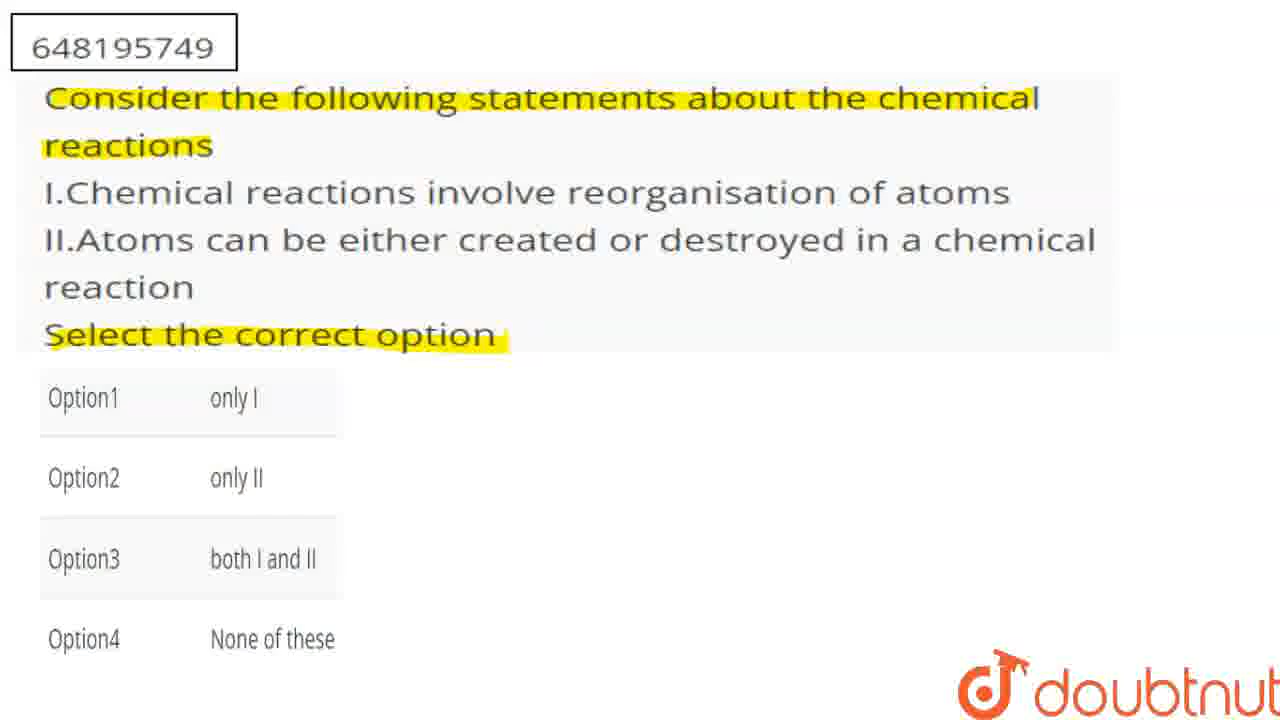 648195749
Consider the following statements about the chemical
reactions
I.Chemical reactions involve reorganisation of atoms
II.Atoms can be either created or destroyed in a chemical
reaction
Select the correct option
Option1 only I
Option2 only II
Option3 both I and II
Option4 None of these
doubtnut